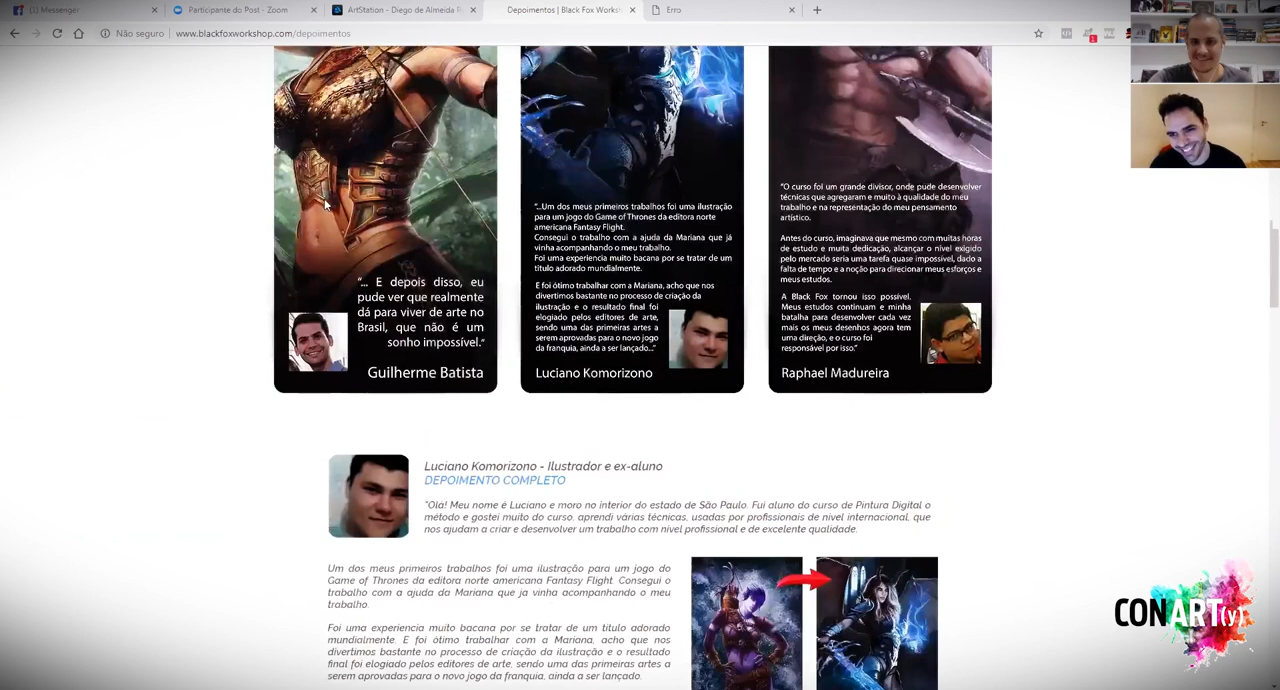 (1) Messenger
Participante do Post - Zoom
ArtStation - Diego de Almeida P
Depoimentos | Black Fox Worksh
Erro
Não seguro
www.blackfoxworkshop.com/depoimentos
"... E depois disso, eu
pude ver que realmente
dá para viver de arte no
Brasil, que não é um
sonho impossível."
Guilherme Batista
"...Um dos meus primeiros trabalhos foi uma ilustração
para um jogo do Game of Thrones da editora norte
americana Fantasy Flight.
Consegui o trabalho com a ajuda da Mariana que já
vinha acompanhando o meu trabalho.
Foi uma experiencia muito bacana por se tratar de um
titulo adorado mundialmente.
E foi ótimo trabalhar com a Mariana, acho que nos
divertimos bastante no processo de criação da
ilustração e o resultado final foi
elogiado pelos editores de arte,
sendo uma das primeiras artes a
serem aprovadas para o novo jogo
da franquia, ainda a ser lançado..."
Luciano Komorizono
"O curso foi um grande divisor, onde pude desenvolver
técnicas que agregaram e muito à qualidade do meu
trabalho e na representação do meu pensamento
artístico.
Antes do curso, imaginava que mesmo com muitas horas
de estudo e muita dedicação, alcançar o nível exigido
pelo mercado seria uma tarefa quase impossível, dado a
falta de tempo e a noção para direcionar meus esforços e
meus estudos.
A Black Fox tornou isso possível.
Meus estudos continuam e minha
batalha para desenvolver cada vez
mais os meus desenhos agora tem
uma direção, e o curso foi
responsável por isso."
Raphael Madureira
Luciano Komorizono - Ilustrador e ex-aluno
DEPOIMENTO COMPLETO
"Olá! Meu nome é Luciano e moro no interior do estado de São Paulo. Fui aluno do curso de Pintura Digital o
método e gostei muito do curso, aprendi várias técnicas, usadas por profissionais de nível internacional, que
nos ajudam a criar e desenvolver um trabalho com nível profissional e de excelente qualidade.
Um dos meus primeiros trabalhos foi uma ilustração para um jogo do
Game of Thrones da editora norte americana Fantasy Flight. Consegui o
trabalho com a ajuda da Mariana que ja vinha acompanhando o meu
trabalho.
Foi uma experiencia muito bacana por se tratar de um titulo adorado
mundialmente. E foi ótimo trabalhar com a Mariana, acho que nos
divertimos bastante no processo de criação da ilustração e o resultado
final foi elogiado pelos editores de arte, sendo uma das primeiras artes a
serem aprovadas para o novo jogo da franquia, ainda a ser lançado.
CONART(y)